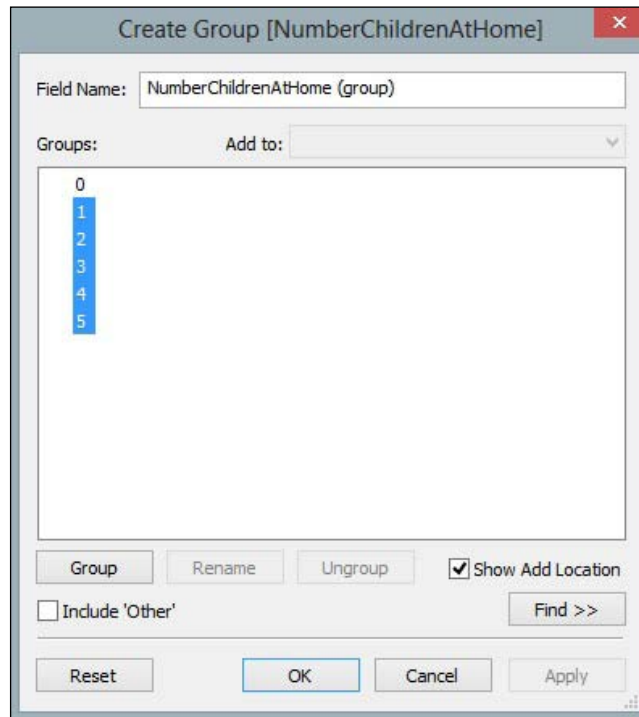 Create Group [NumberChildrenAtHome]
Field Name: NumberChildrenAtHome (group)
Groups: Add to:
0
1
2
3
4
5
Group Rename Ungroup Show Add Location
Include 'Other' Find >>
Reset OK Cancel Apply